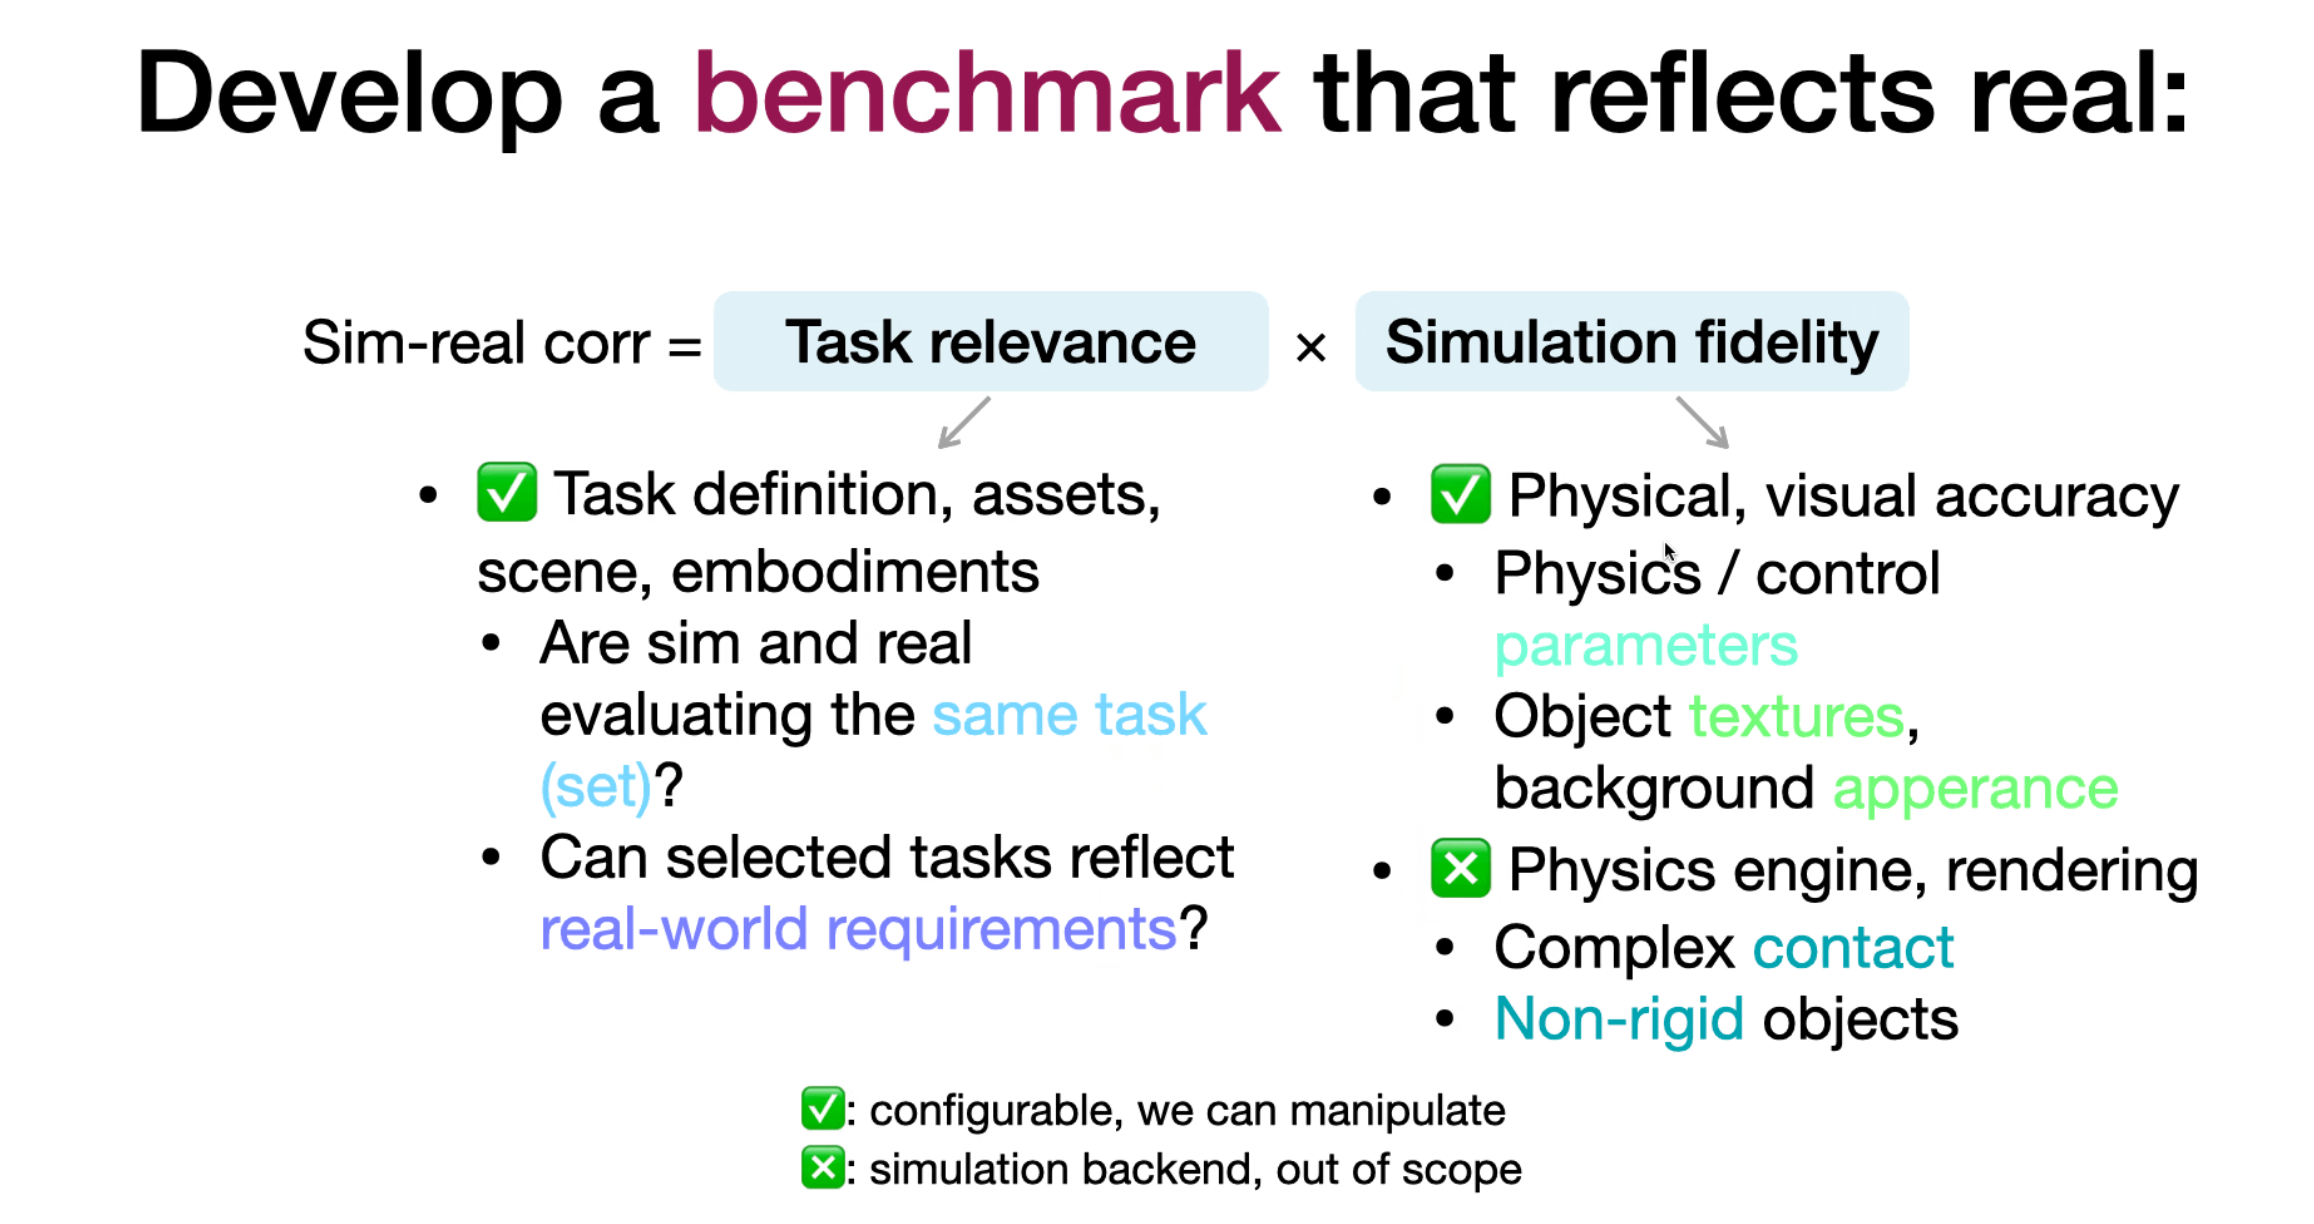 Develop a benchmark that reflects real:
Sim-real corr = Task relevance × Simulation fidelity
• ✅ Task definition, assets,
scene, embodiments
• Are sim and real
evaluating the same task
(set)?
• Can selected tasks reflect
real-world requirements?
• ✅ Physical, visual accuracy
• Physics / control
parameters
• Object textures,
background apperance
• ❎ Physics engine, rendering
• Complex contact
• Non-rigid objects
✅: configurable, we can manipulate
❎: simulation backend, out of scope